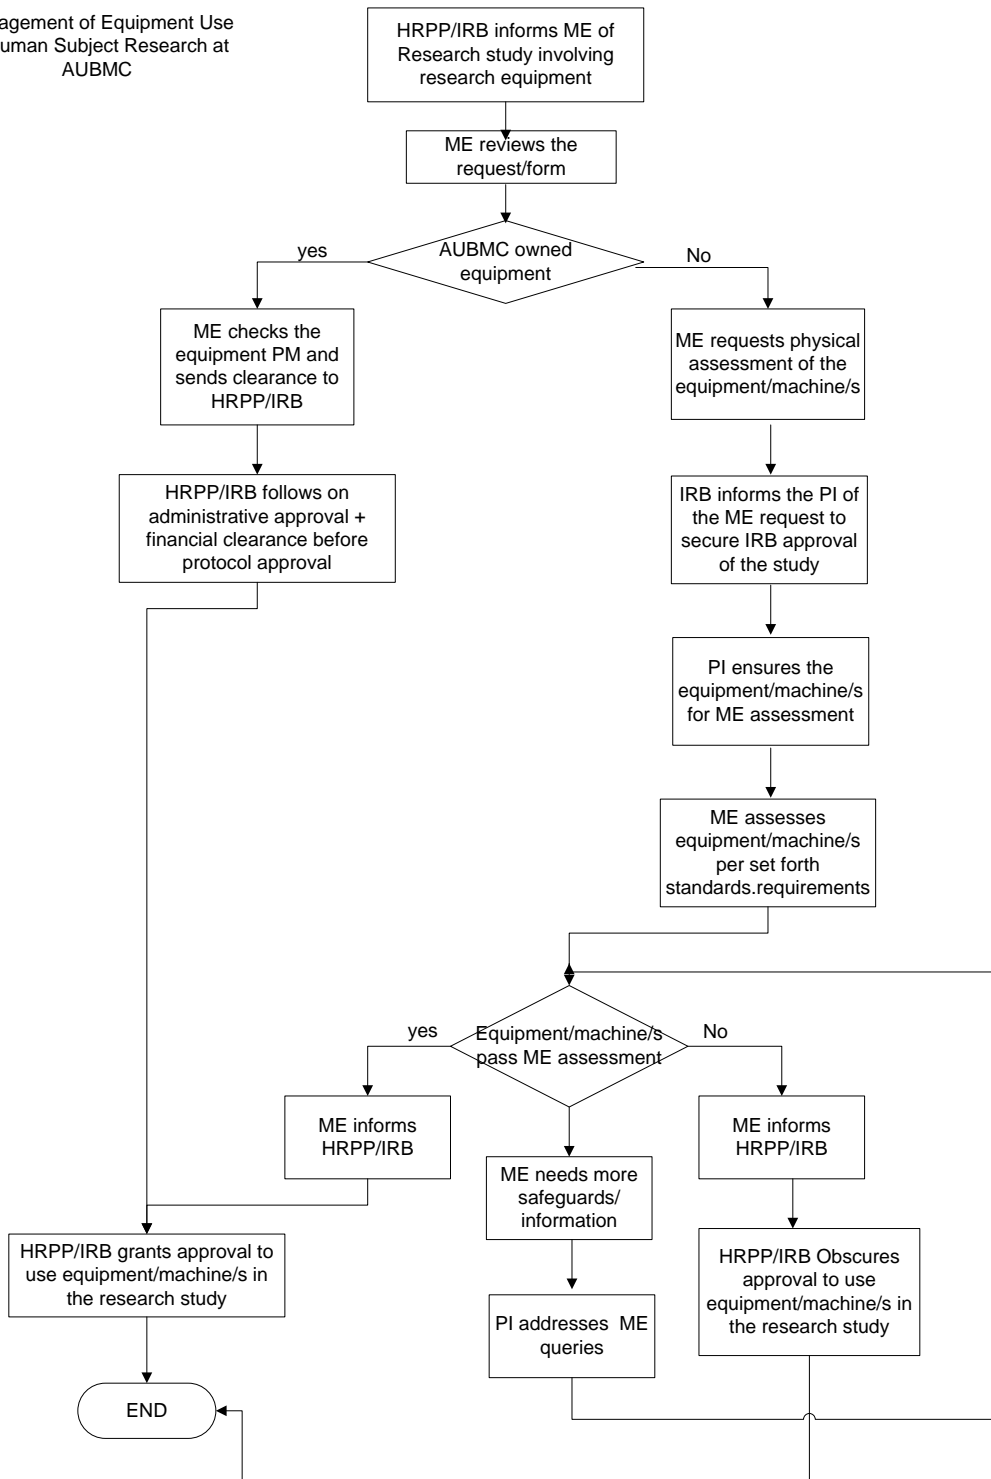 agement of Equipment Use
uman Subject Research at
AUBMC
HRPP/IRB informs ME of
Research study involving
research equipment
ME reviews the
request/form
AUBMC owned
equipment
yes
No
ME checks the
equipment PM and
sends clearance to
HRPP/IRB
ME requests physical
assessment of the
equipment/machine/s
HRPP/IRB follows on
administrative approval +
financial clearance before
protocol approval
IRB informs the PI of
the ME request to
secure IRB approval
of the study
PI ensures the
equipment/machine/s
for ME assessment
ME assesses
equipment/machine/s
per set forth
standards.requirements
Equipment/machine/s
pass ME assessment
yes
No
ME informs
HRPP/IRB
ME needs more
safeguards/
information
ME informs
HRPP/IRB
HRPP/IRB grants approval to
use equipment/machine/s in
the research study
PI addresses  ME
queries
HRPP/IRB Obscures
approval to use
equipment/machine/s in
the research study
END